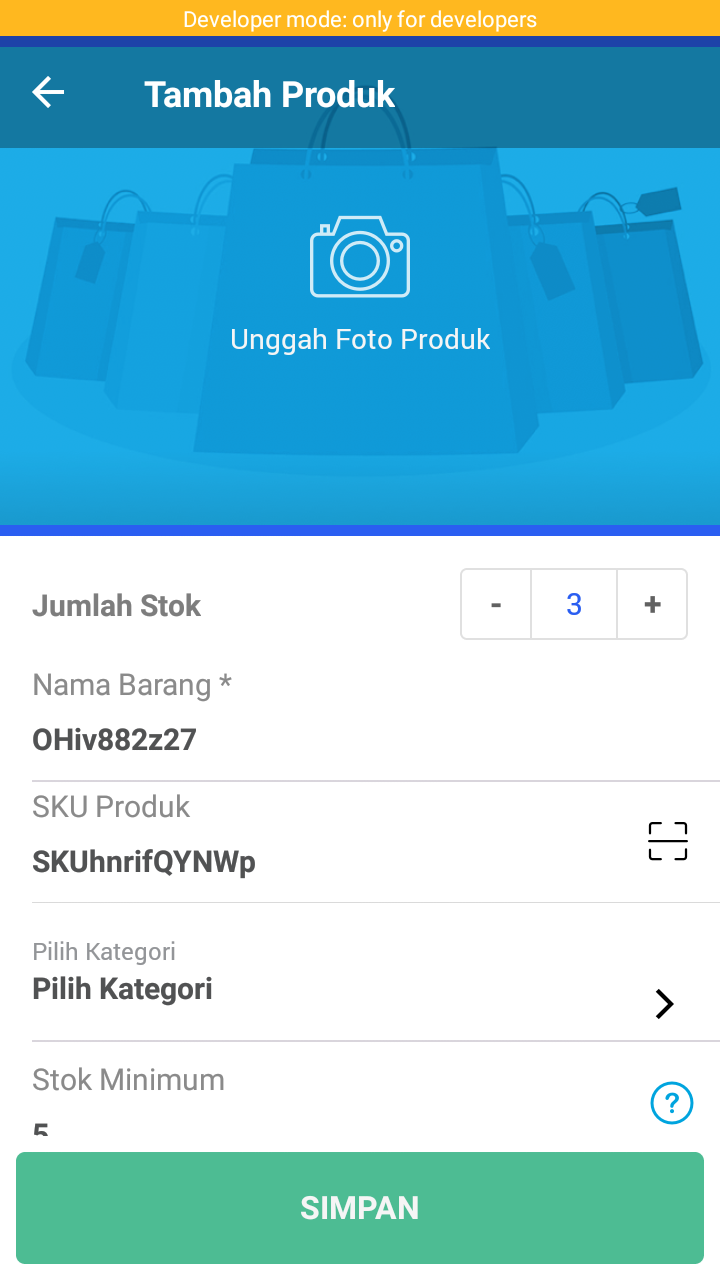 Developer mode: only for developers
Tambah Produk
Unggah Foto Produk
Jumlah Stok
- 3 +
Nama Barang *
OHiv882z27
SKU Produk
SKUhnrifQYNWp
Pilih Kategori
Pilih Kategori
Stok Minimum
?
5
SIMPAN